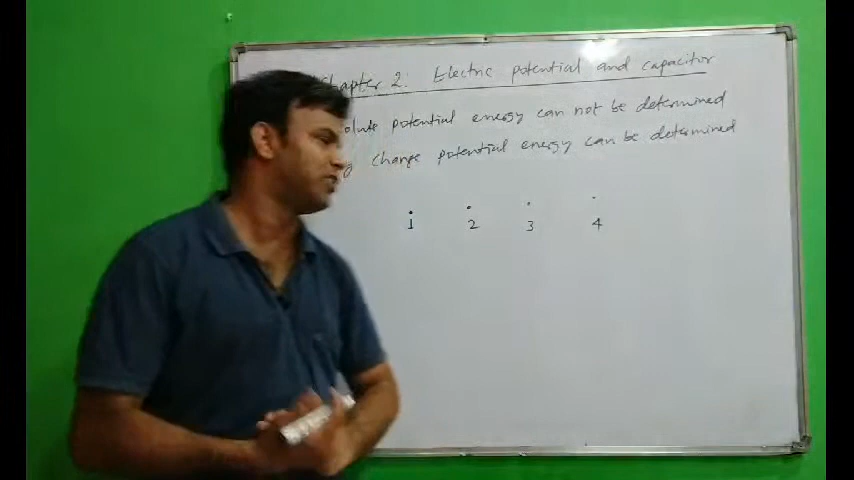 Chapter 2: Electric potential and capacitor
potential energy can not be determined
change potential energy can be determined
1 2 3 4